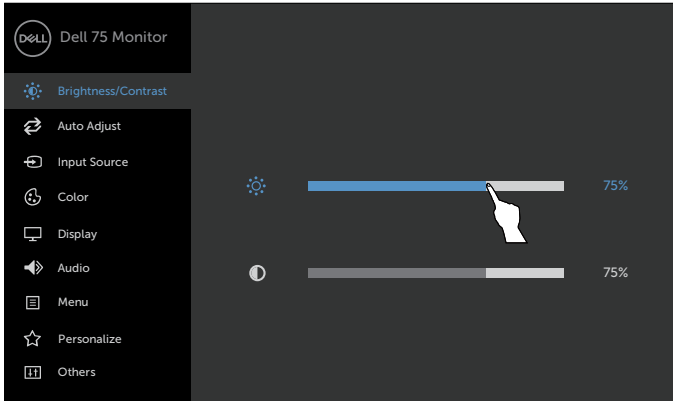 DELL
Dell 75 Monitor
Brightness/Contrast
Auto Adjust
Input Source
Color
Display
Audio
Menu
Personalize
Others
75%
75%